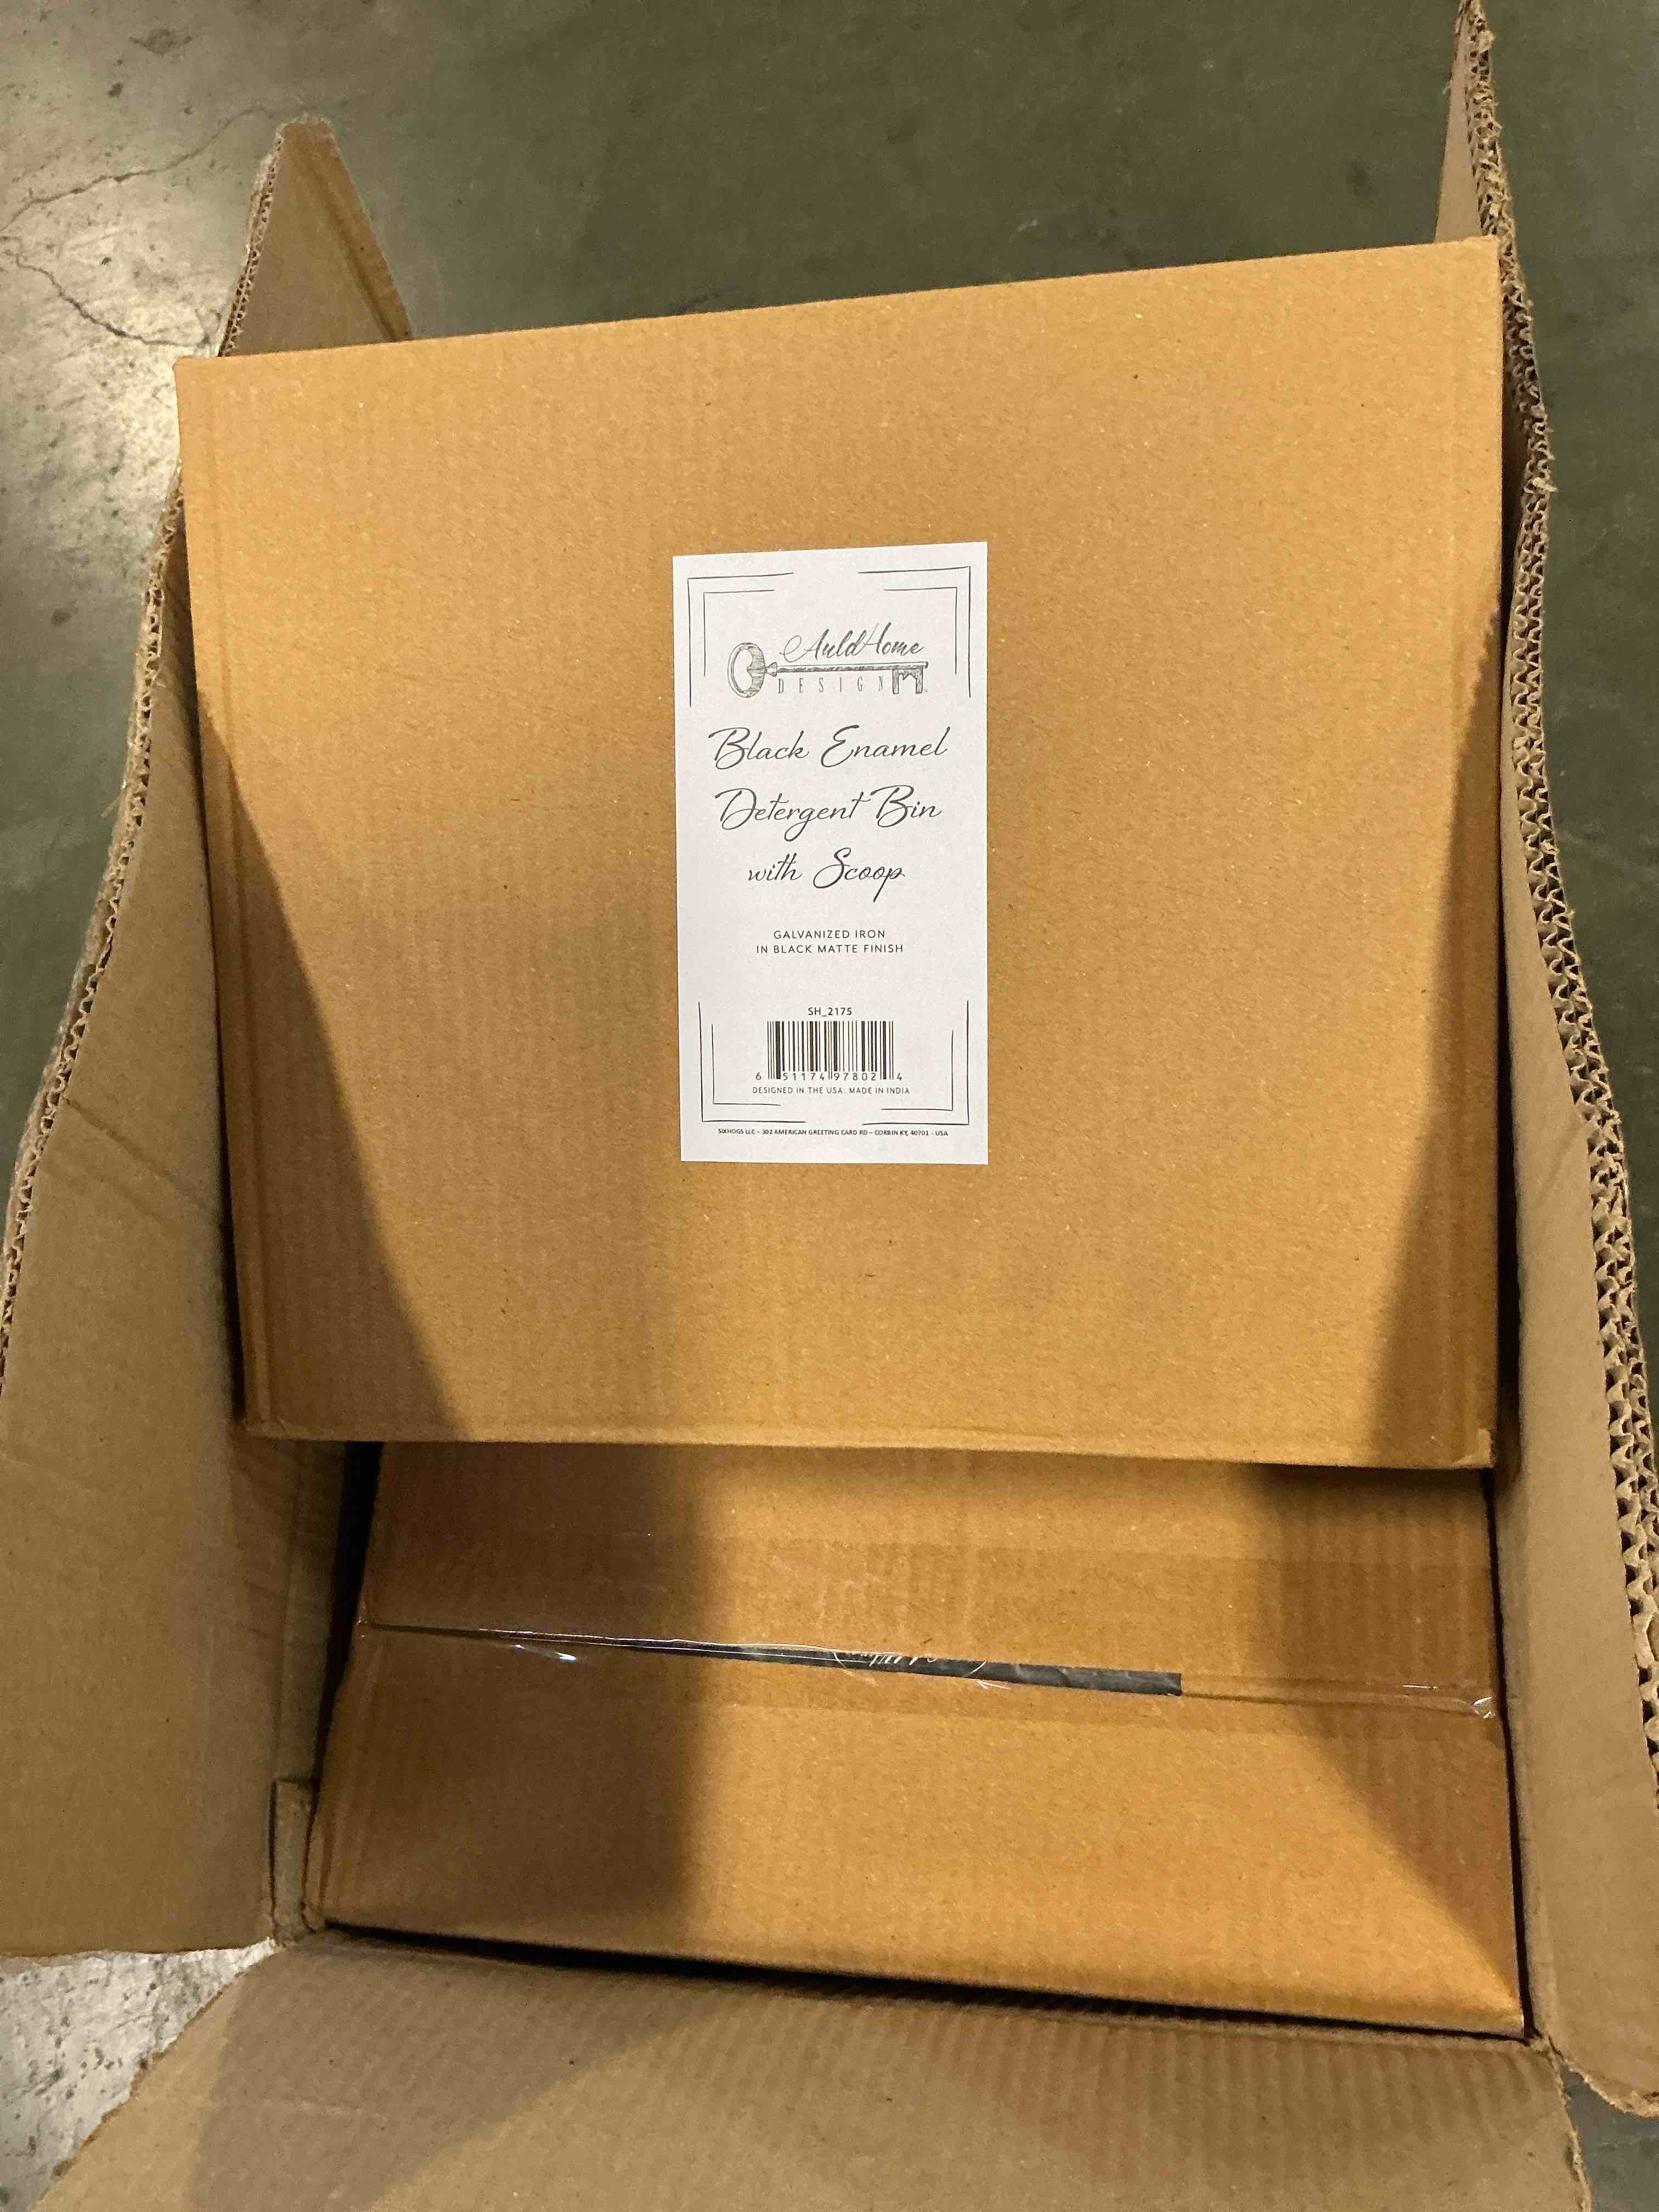 AuldHome
DESIGN
Black Enamel
Detergent Bin
with Scoop
GALVANIZED IRON
IN BLACK MATTE FINISH
SH_2175
6 51174 97802 4
DESIGNED IN THE USA. MADE IN INDIA
SIXHOGS LLC – 302 AMERICAN GREETING CARD RD – CORBIN KY, 40701 - USA